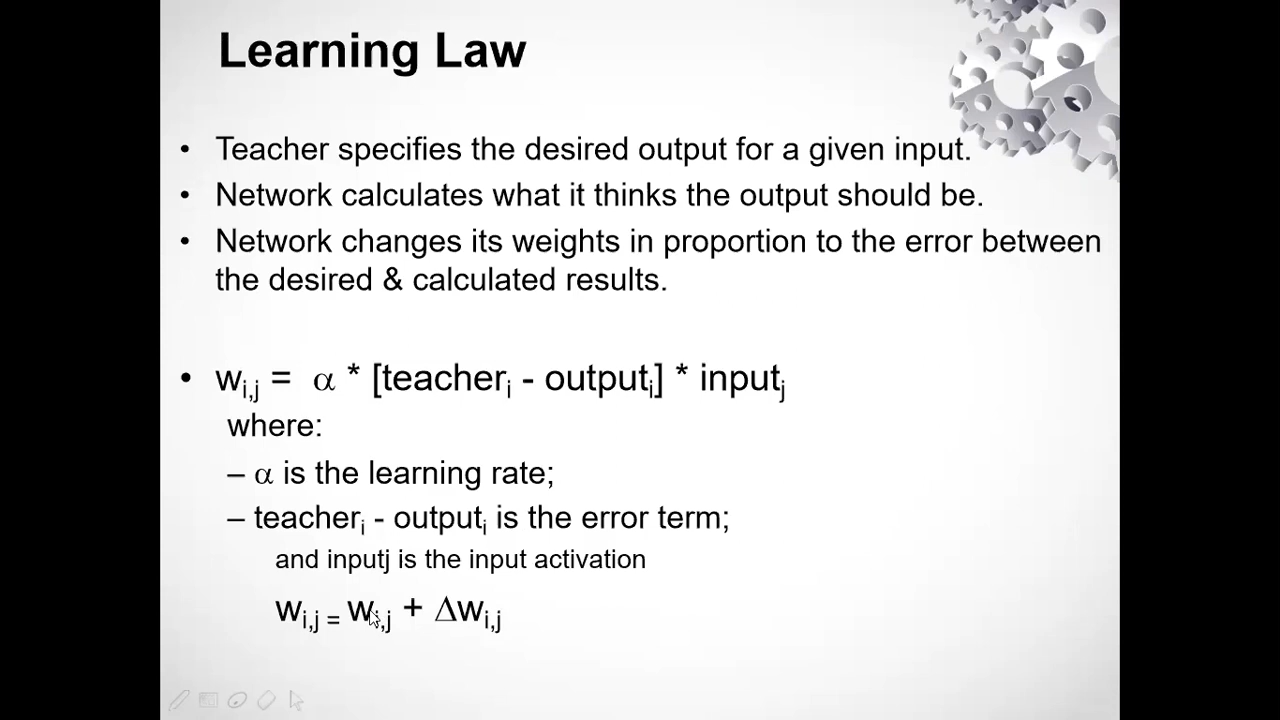 Learning Law
• Teacher specifies the desired output for a given input.
• Network calculates what it thinks the output should be.
• Network changes its weights in proportion to the error between
the desired & calculated results.
• wi,j = α * [teacheri - outputi] * inputj
where:
– α is the learning rate;
– teacheri - outputi is the error term;
and inputj is the input activation
wi,j = wi,j + Δwi,j